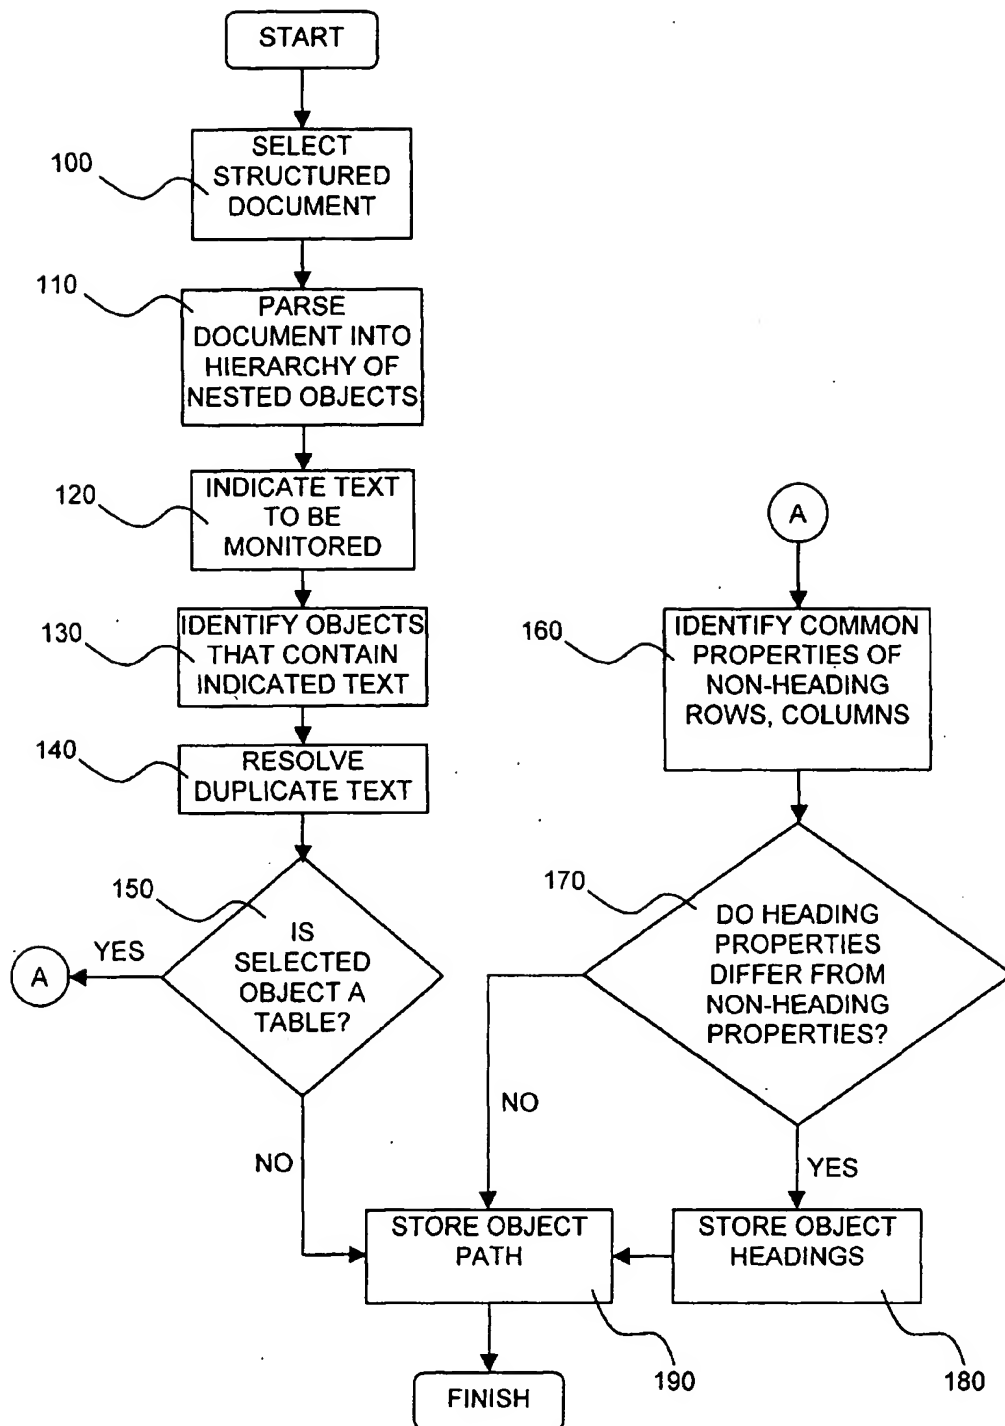 START
100
SELECT
STRUCTURED
DOCUMENT
110
PARSE
DOCUMENT INTO
HIERARCHY OF
NESTED OBJECTS
120
INDICATE TEXT
TO BE
MONITORED
130
IDENTIFY OBJECTS
THAT CONTAIN
INDICATED TEXT
140
RESOLVE
DUPLICATE TEXT
150
IS
SELECTED
OBJECT A
TABLE?
YES
A
NO
A
160
IDENTIFY COMMON
PROPERTIES OF
NON-HEADING
ROWS, COLUMNS
170
DO HEADING
PROPERTIES
DIFFER FROM
NON-HEADING
PROPERTIES?
NO
YES
STORE OBJECT
PATH
STORE OBJECT
HEADINGS
190
180
FINISH